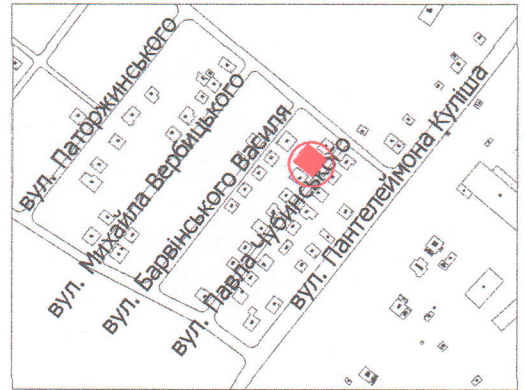 вул. Паторжинського
вул. Михайла Вербицького
вул. Барвінського Василя
вул. Павла Чубинського
вул. Пантелеймона Куліша